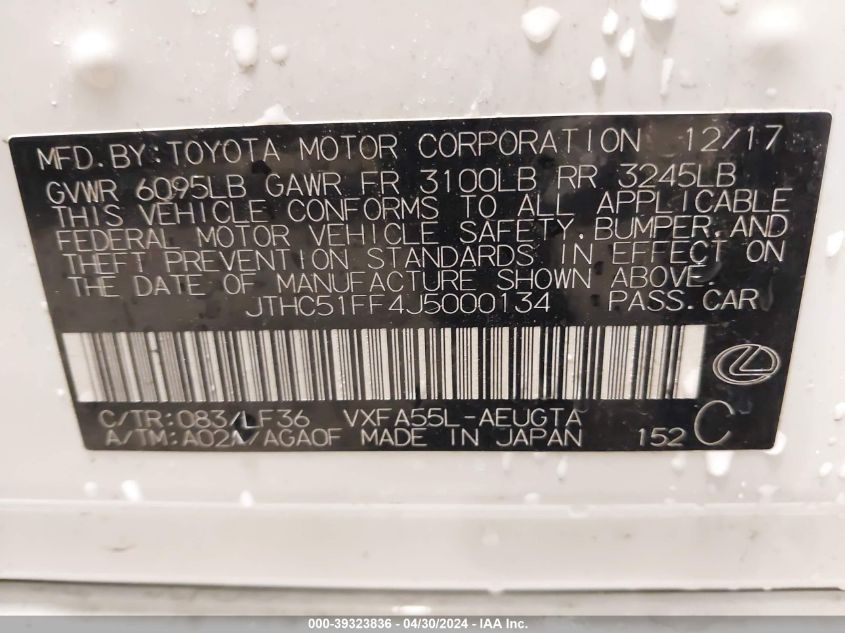 MFD.BY:TOYOTA MOTOR CORPORATION 12/17
GVWR 6095LB GAWR FR 3100LB RR 3245LB
THIS VEHICLE CONFORMS TO ALL APPLICABLE
FEDERAL MOTOR VEHICLE SAFETY,BUMPER,AND
THEFT PREVENTION STANDARDS IN EFFECT ON
THE DATE OF MANUFACTURE SHOWN ABOVE.
JTHC51FF4J5000134 PASS.CAR
C/TR:083/LF36 VXFA55L-AEUGTA
A/TM: /AGA0F MADE IN JAPAN 152 C
000-39323836 - 04/30/2024 - IAA Inc.